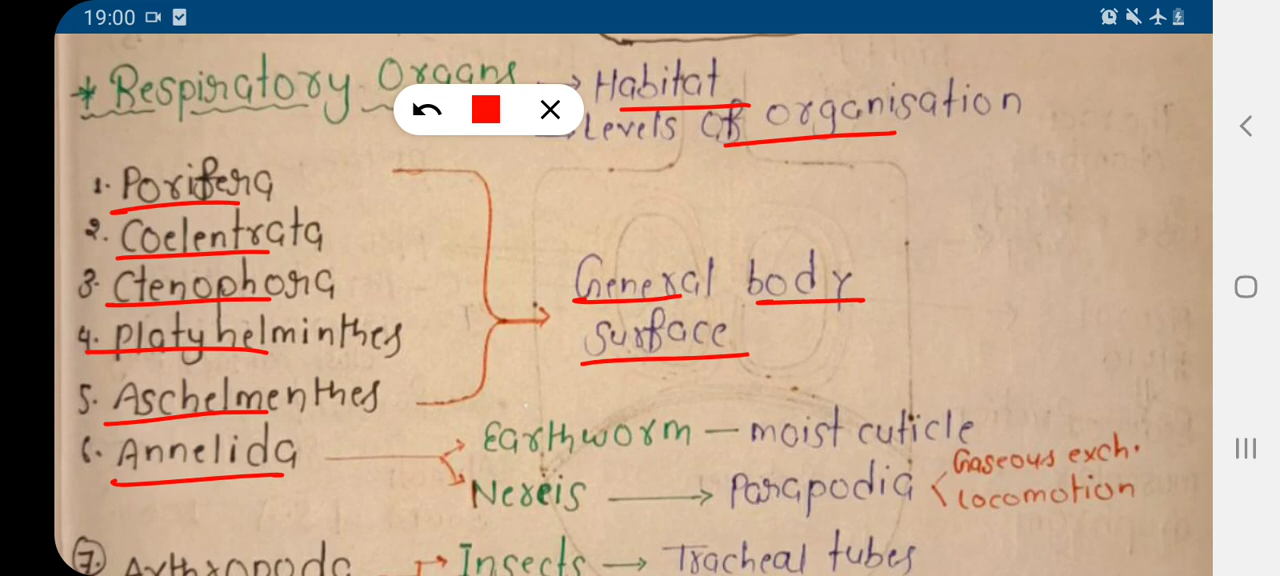 19:00
* Respiratory Organs → Habitat
→ Levels of organisation
1. Porifera
2. Coelentrata
3. Ctenophora
4. Platyhelminthes
5. Aschelmenthes
General body
surface
6. Annelida
Earthworm — moist cuticle
Nereis → Parapodia < Gaseous exch.
locomotion
7. Arthropoda → Insects → Tracheal tubes